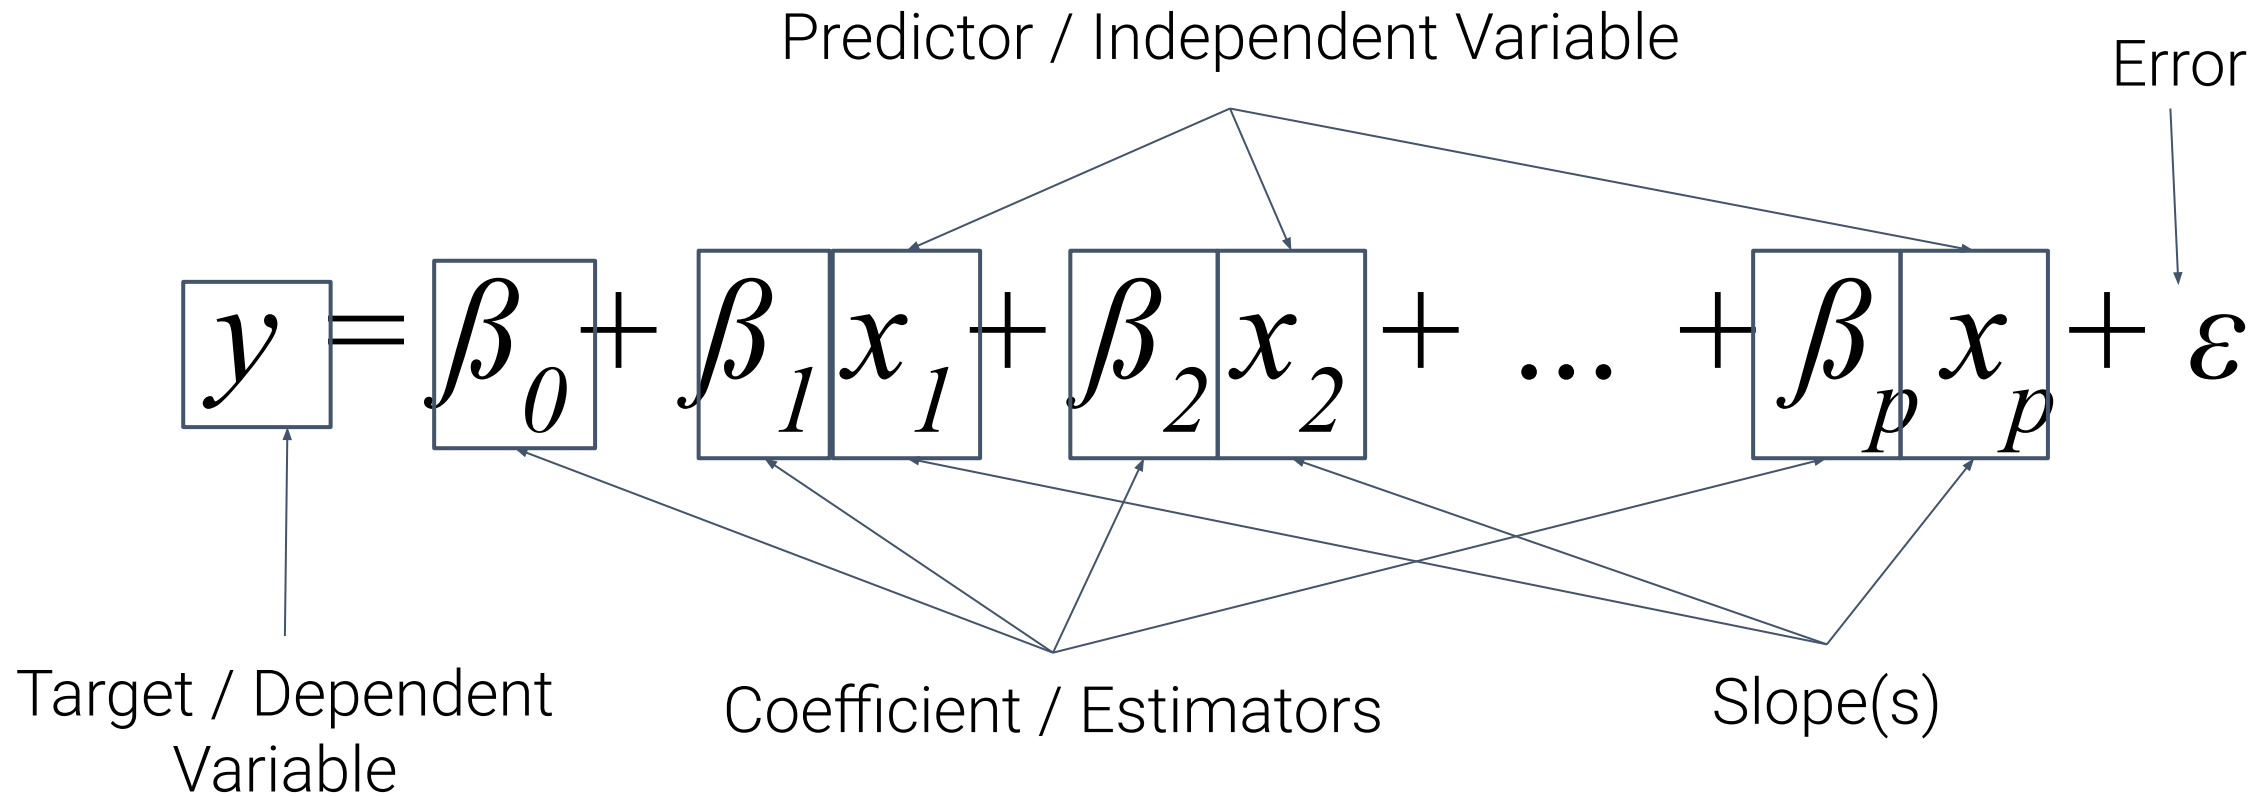 Predictor / Independent Variable
Error
y = β₀ + β₁ x₁ + β₂ x₂ + ... + βₚ xₚ + ε
Target / Dependent
Variable
Coefficient / Estimators
Slope(s)